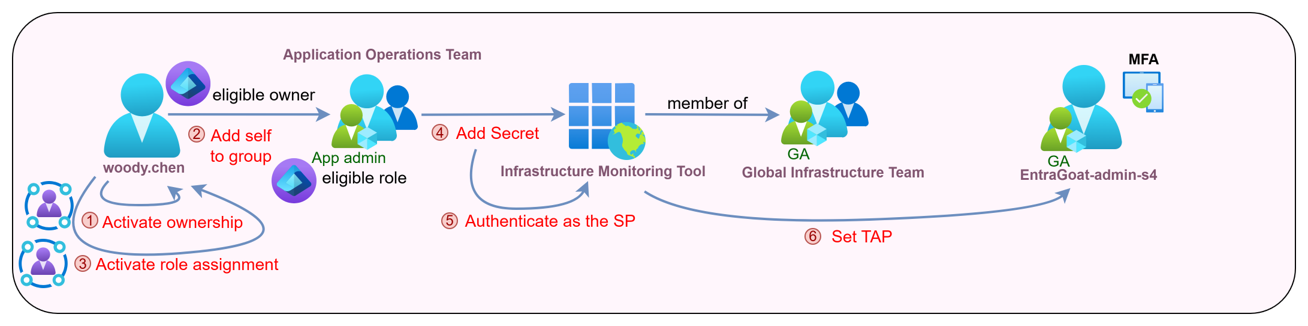 Application Operations Team
MFA
eligible owner
member of
② Add self
to group
④ Add Secret
App admin
eligible role
GA
GA
woody.chen
Infrastructure Monitoring Tool
Global Infrastructure Team
EntraGoat-admin-s4
① Activate ownership
⑤ Authenticate as the SP
⑥ Set TAP
③ Activate role assignment